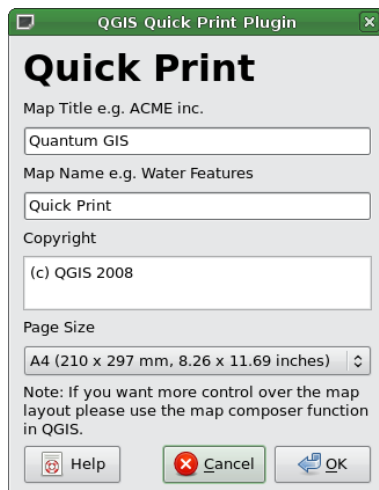 QGIS Quick Print Plugin
Quick Print
Map Title e.g. ACME inc.
Quantum GIS
Map Name e.g. Water Features
Quick Print
Copyright
(c) QGIS 2008
Page Size
A4 (210 x 297 mm, 8.26 x 11.69 inches)
Note: If you want more control over the map
layout please use the map composer function
in QGIS.
Help Cancel OK